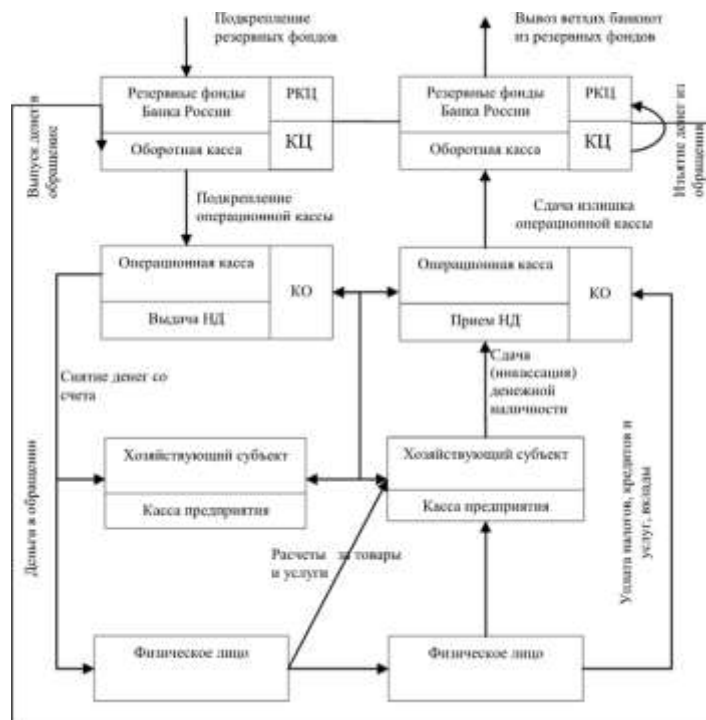 Подкрепление
резервных фондов
Вывоз ветхих банкнот
из резервных фондов
Выпуск денег в
обращение
Резервные фонды
Банка России
РКЦ
Оборотная касса
КЦ
Резервные фонды
Банка России
РКЦ
Оборотная касса
КЦ
Изъятие денег из
обращения
Подкрепление
операционной кассы
Сдача излишка
операционной кассы
Операционная касса
КО
Выдача НД
Операционная касса
КО
Прием НД
Снятие денег со
счета
Сдача
(инкассация)
денежной
наличности
Деньги в обращении
Хозяйствующий субъект
Касса предприятия
Хозяйствующий субъект
Касса предприятия
Уплата налогов, кредитов и
услуг, вклады
Расчеты за товары
и услуги
Физическое лицо
Физическое лицо